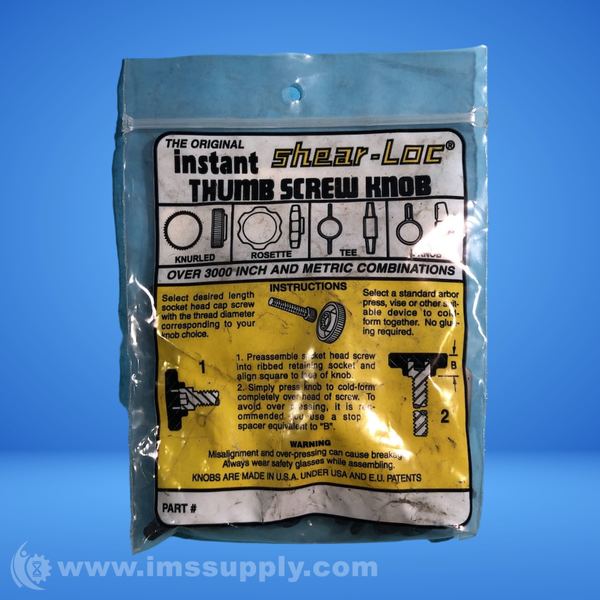 THE ORIGINAL
instant shear-Loc®
THUMB SCREW KNOB
KNURLED ROSETTE TEE
OVER 3000 INCH AND METRIC COMBINATIONS
INSTRUCTIONS
Select desired length
socket head cap screw
with the thread diameter
corresponding to your
knob choice.
Select a standard arbor
press, vise or other suit-
able device to cold-
form together. No glu-
ing required.
1
1. Preassemble socket head screw
into ribbed retaining socket and
align square to face of knob.
2. Simply press knob to cold-form
completely over head of screw. To
avoid over pressing, it is rec-
ommended you use a stop
spacer equivalent to "B".
B
2
WARNING
Misalignment and over-pressing can cause breakage.
Always wear safety glasses while assembling.
KNOBS ARE MADE IN U.S.A. UNDER USA AND E.U. PATENTS
PART #
www.imssupply.com